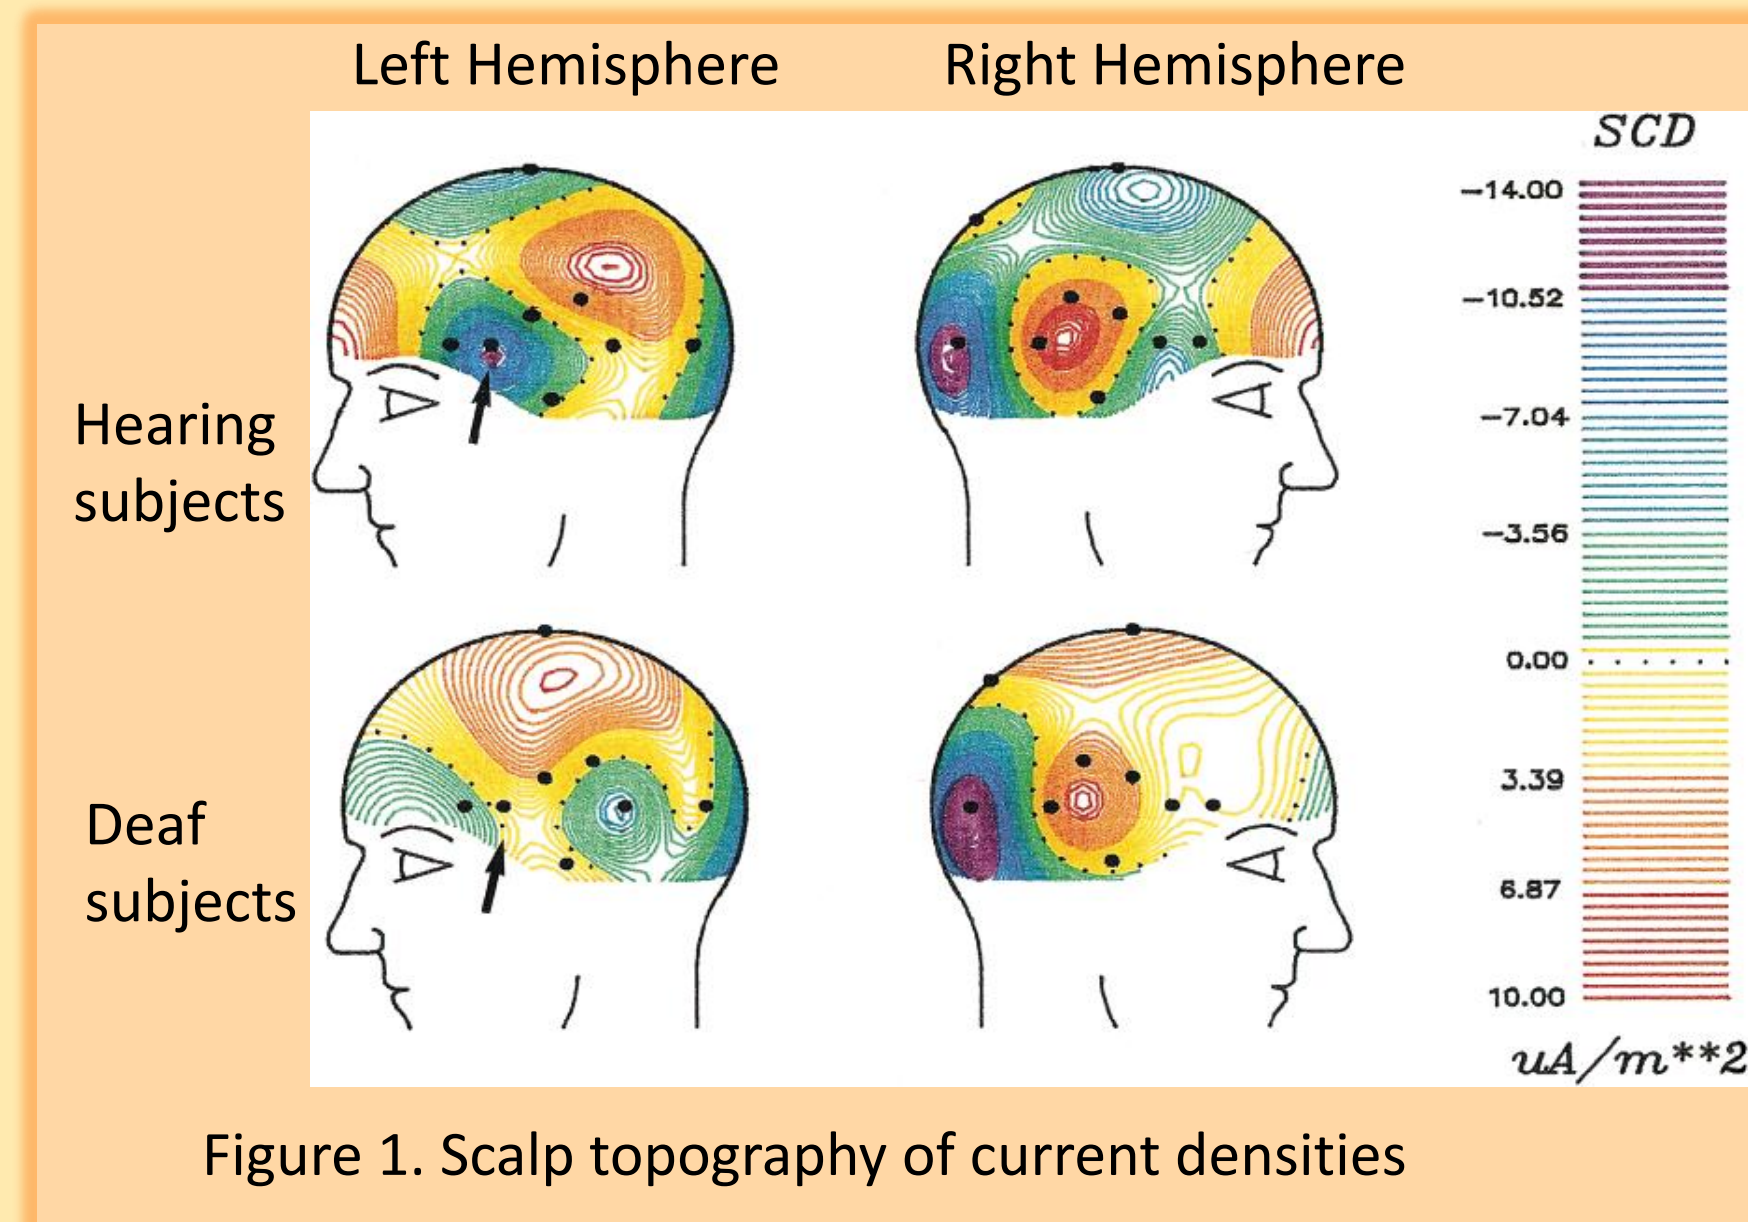 Left Hemisphere
Right Hemisphere
SCD
-14.00
-10.52
-7.04
-3.56
0.00
3.39
6.87
10.00
uA/m**2
Hearing
subjects
Deaf
subjects
Figure 1. Scalp topography of current densities